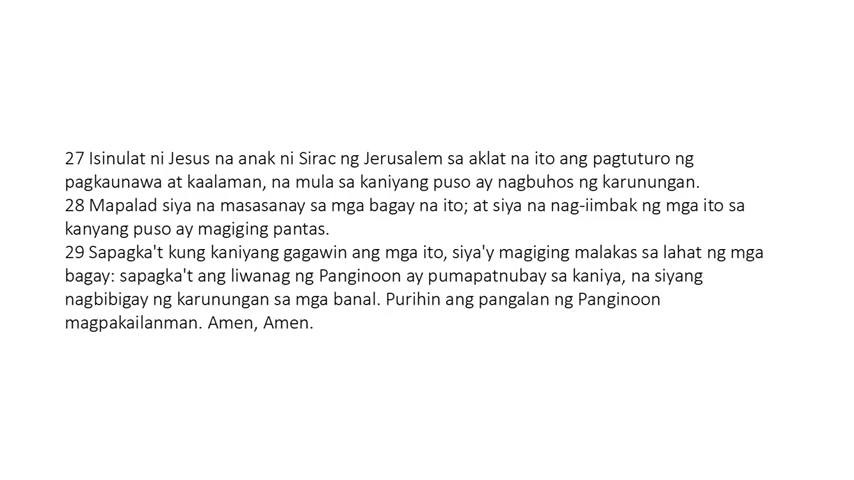 27 Isinulat ni Jesus na anak ni Sirac ng Jerusalem sa aklat na ito ang pagtuturo ng
pagkaunawa at kaalaman, na mula sa kaniyang puso ay nagbuhos ng karunungan.
28 Mapalad siya na masasanay sa mga bagay na ito; at siya na nag-iimbak ng mga ito sa
kanyang puso ay magiging pantas.
29 Sapagka't kung kaniyang gagawin ang mga ito, siya'y magiging malakas sa lahat ng mga
bagay: sapagka't ang liwanag ng Panginoon ay pumapatnubay sa kaniya, na siyang
nagbibigay ng karunungan sa mga banal. Purihin ang pangalan ng Panginoon
magpakailanman. Amen, Amen.